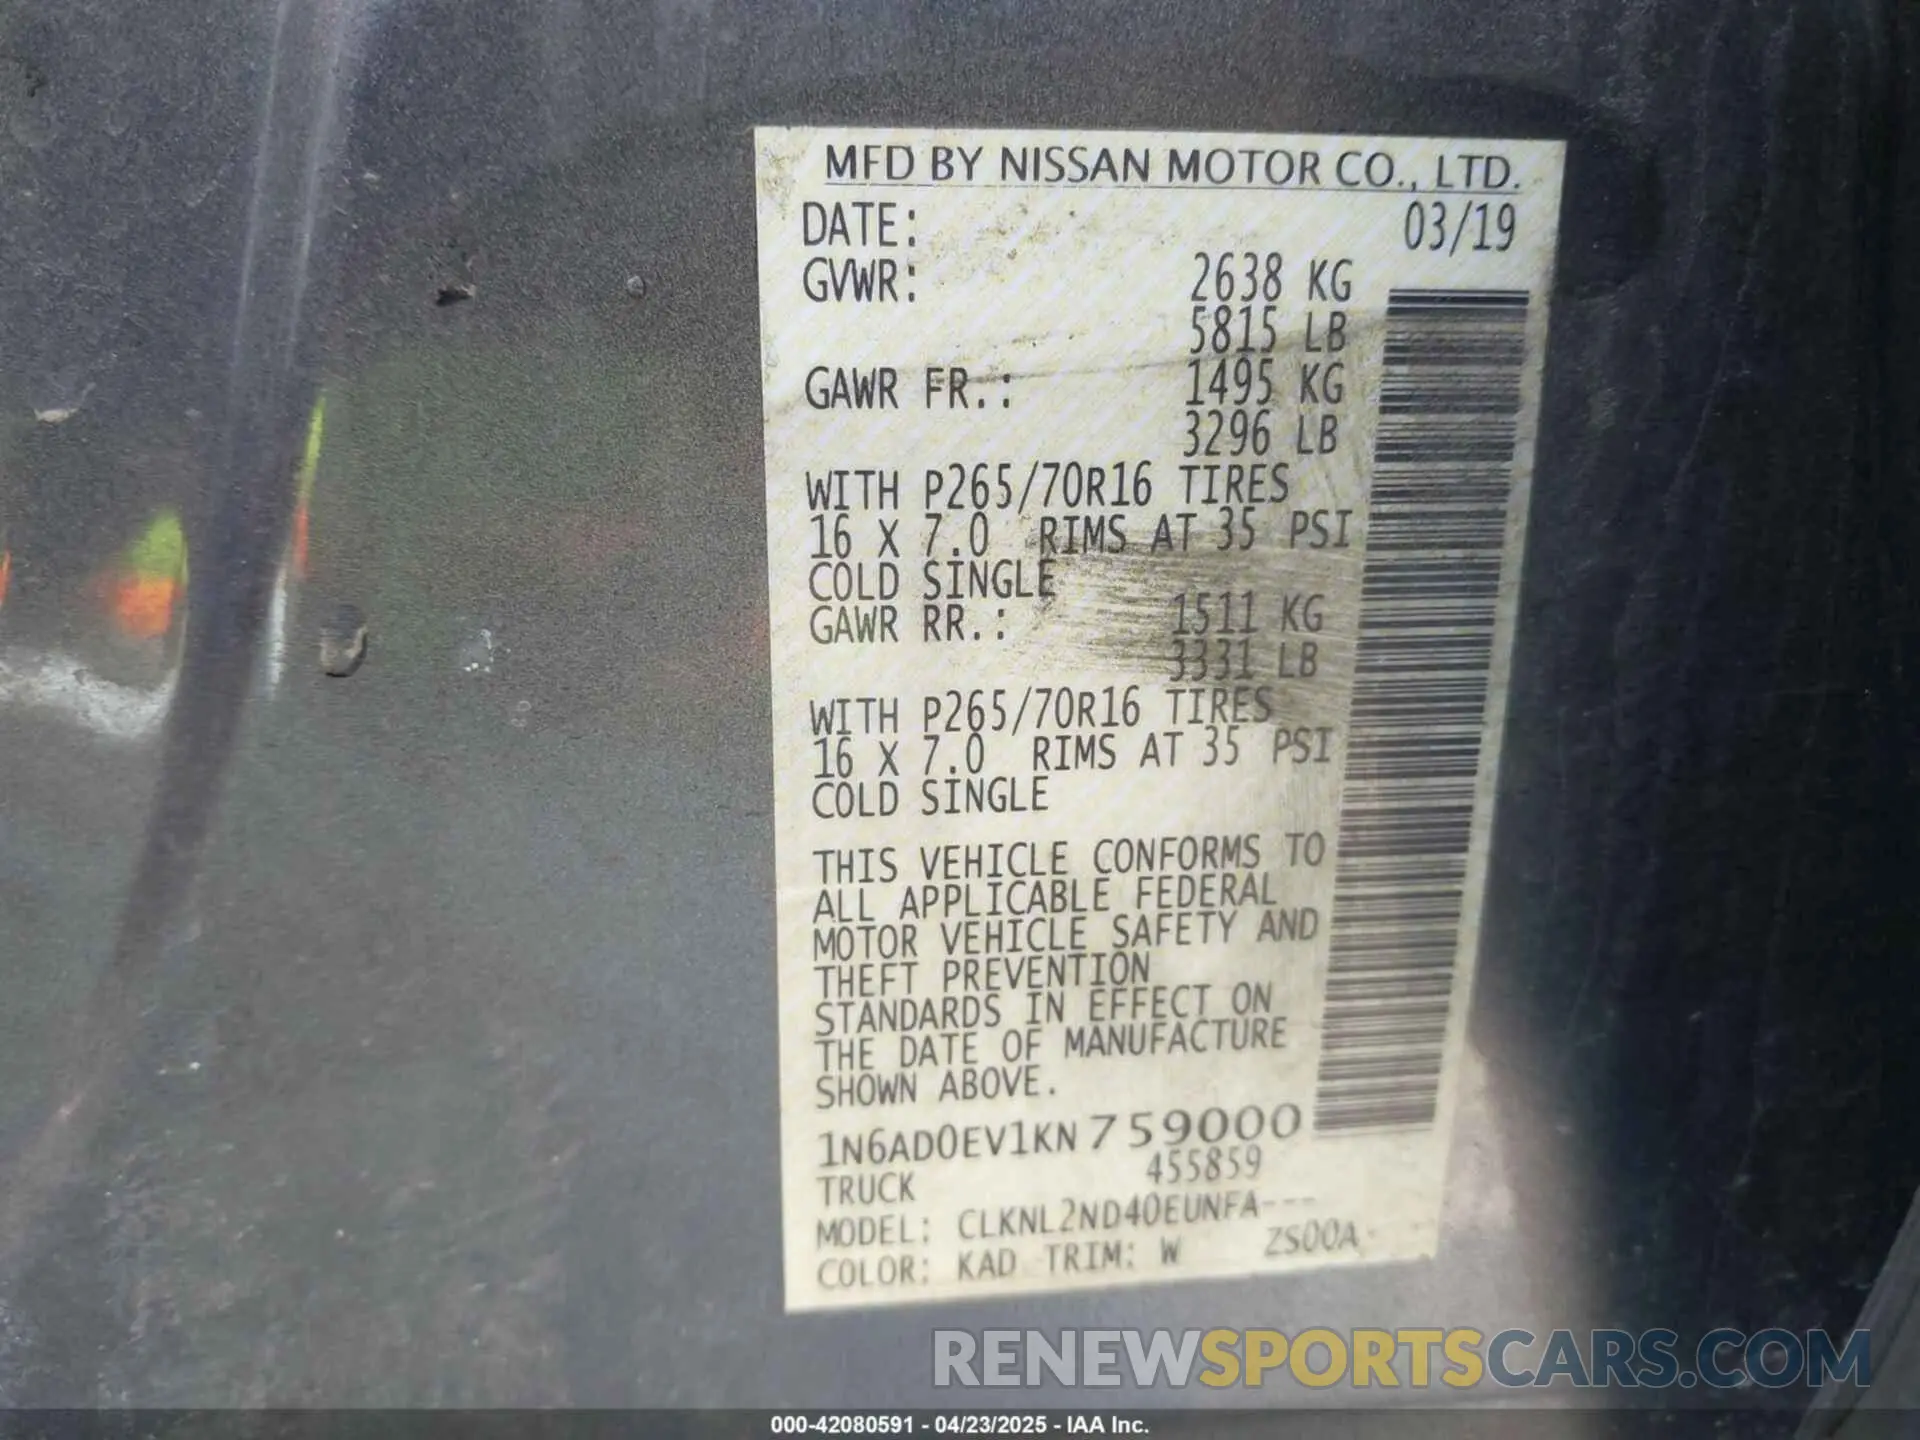 MFD BY NISSAN MOTOR CO., LTD.
DATE: 03/19
GVWR: 2638 KG
5815 LB
GAWR FR.: 1495 KG
3296 LB
WITH P265/70R16 TIRES
16 X 7.0 RIMS AT 35 PSI
COLD SINGLE
GAWR RR.: 1511 KG
3331 LB
WITH P265/70R16 TIRES
16 X 7.0 RIMS AT 35 PSI
COLD SINGLE
THIS VEHICLE CONFORMS TO
ALL APPLICABLE FEDERAL
MOTOR VEHICLE SAFETY AND
THEFT PREVENTION
STANDARDS IN EFFECT ON
THE DATE OF MANUFACTURE
SHOWN ABOVE.
1N6AD0EV1KN759000
TRUCK 455859
MODEL: CLKNL2ND40EUNFA---
COLOR: KAD TRIM: W ZS00A
RENEWSPORTSCARS.COM
000-42080591 - 04/23/2025 - IAA Inc.